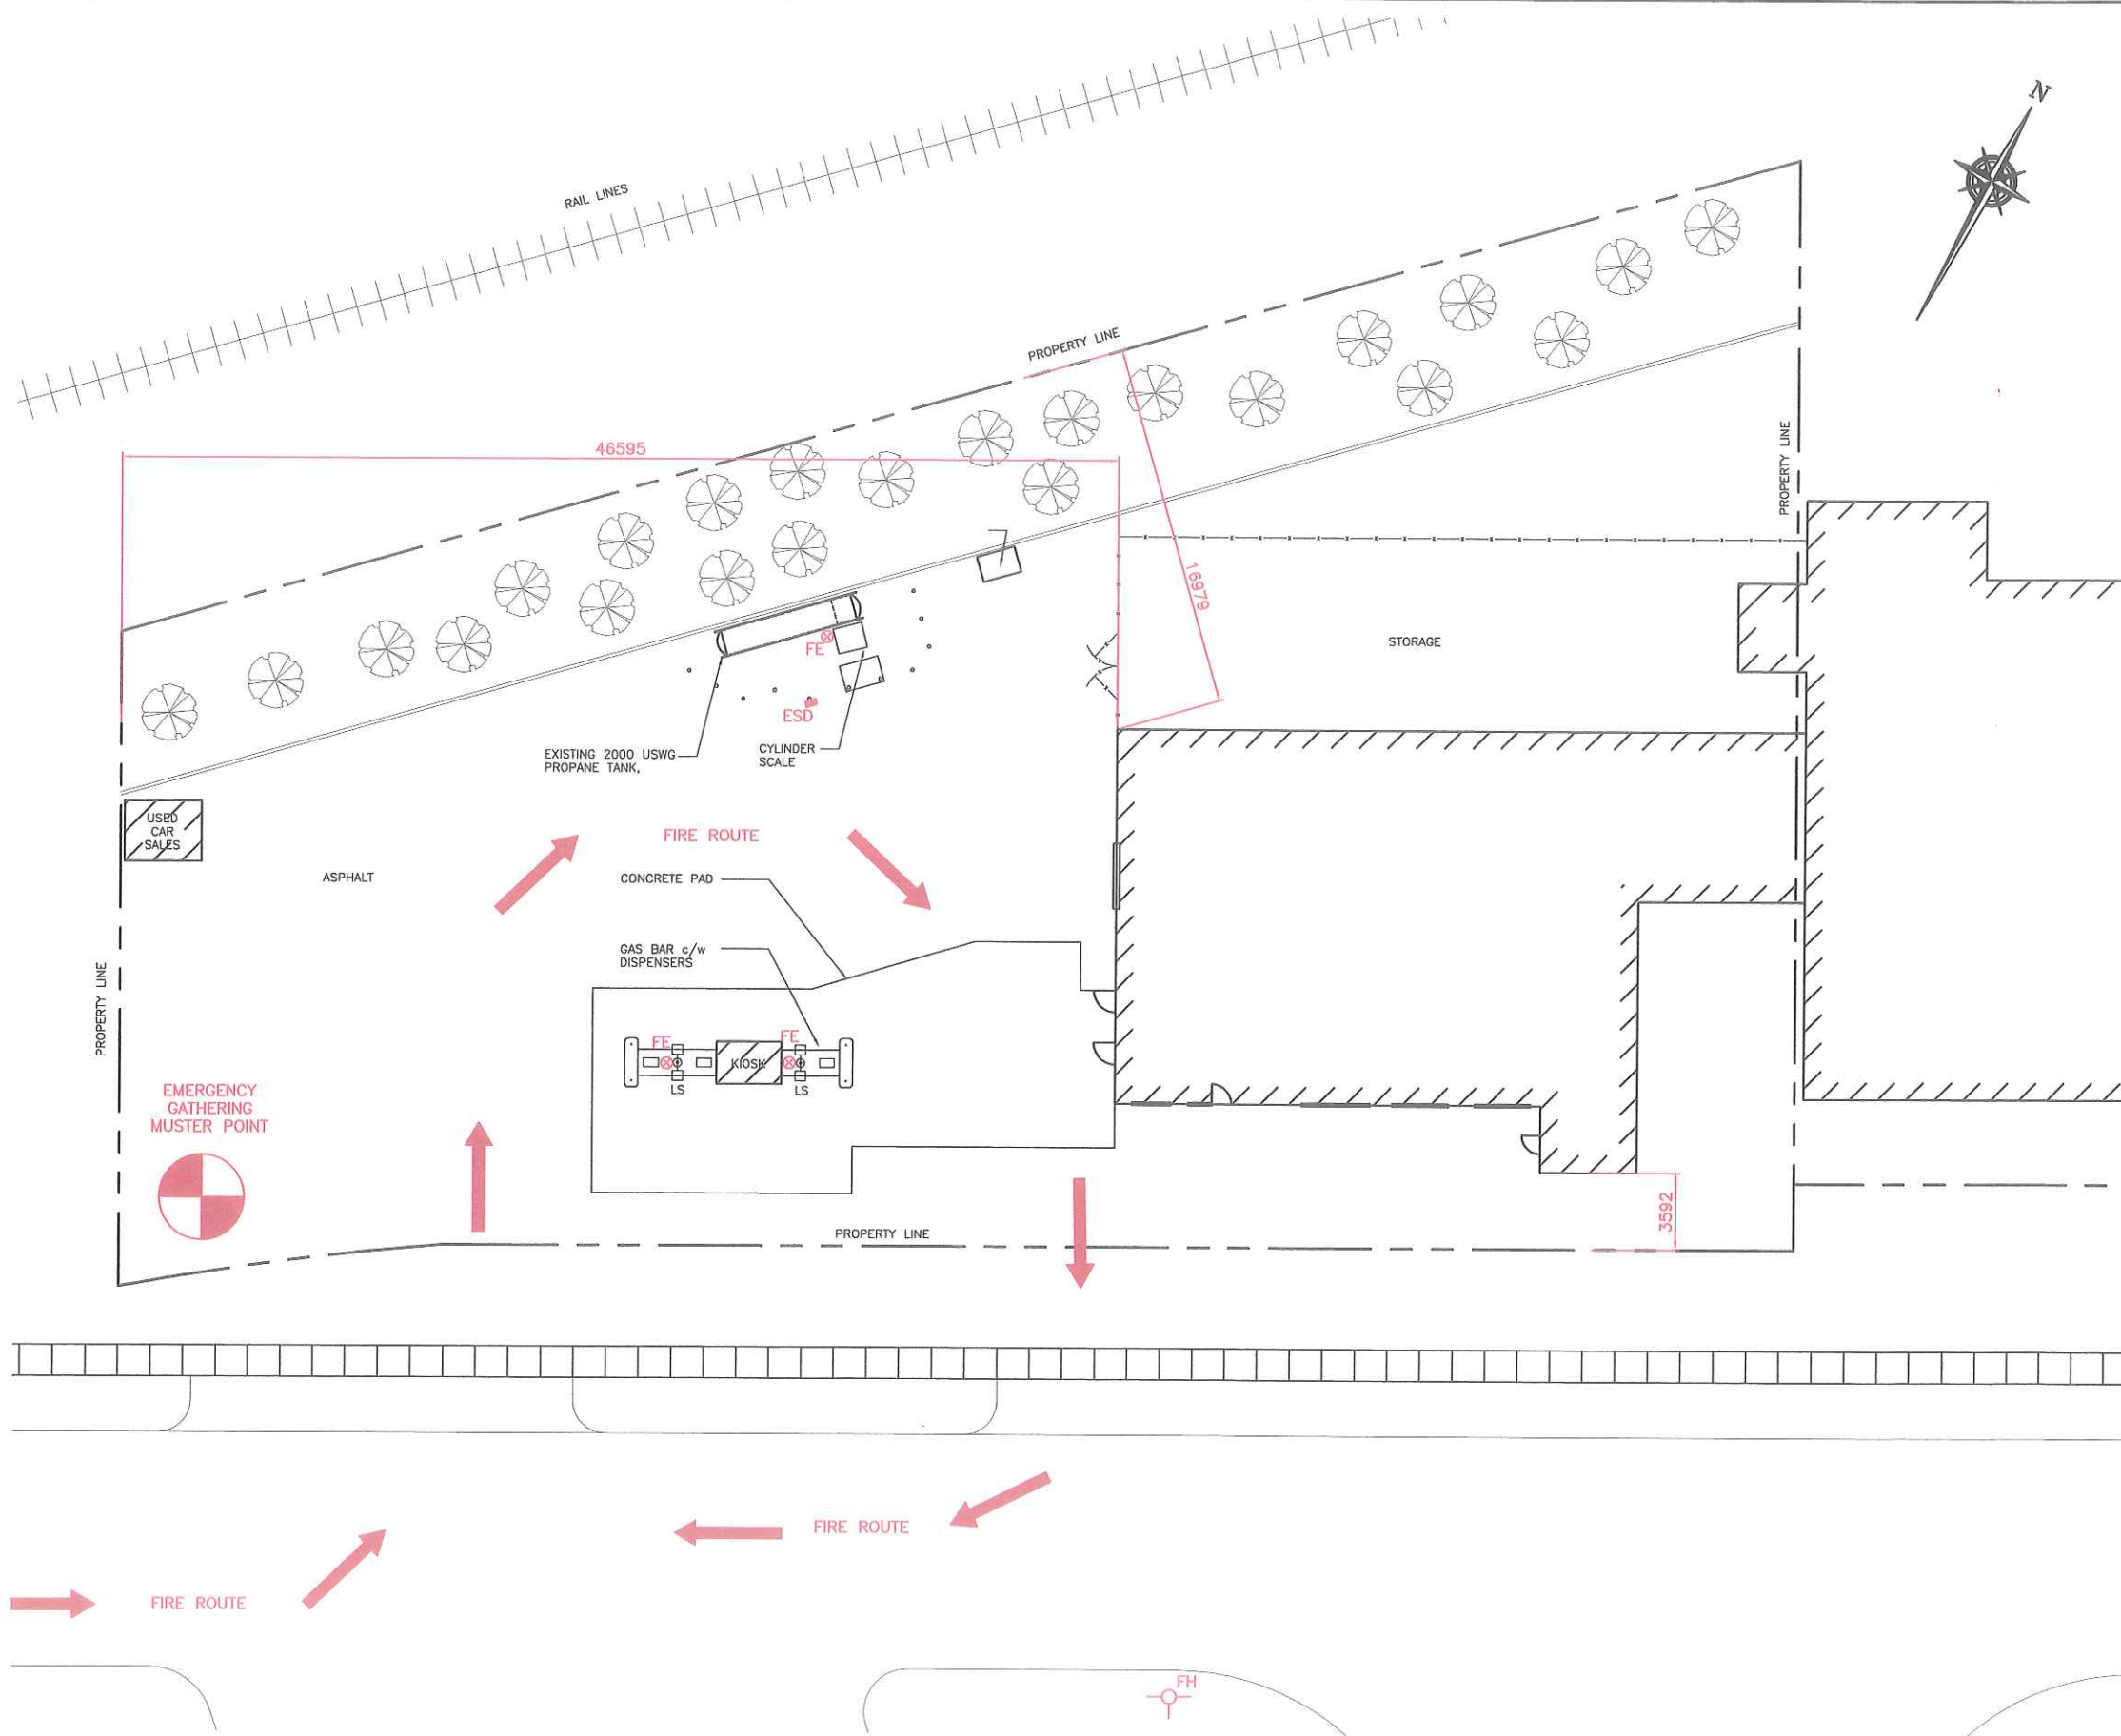 N
RAIL LINES
PROPERTY LINE
46595
PROPERTY LINE
16979
STORAGE
FE
ESD
EXISTING 2000 USWG
PROPANE TANK,
CYLINDER
SCALE
USED
CAR
SALES
FIRE ROUTE
ASPHALT
CONCRETE PAD
GAS BAR c/w
DISPENSERS
PROPERTY LINE
FE
FE
KIOSK
LS
LS
EMERGENCY
GATHERING
MUSTER POINT
3592
PROPERTY LINE
FIRE ROUTE
FIRE ROUTE
FH